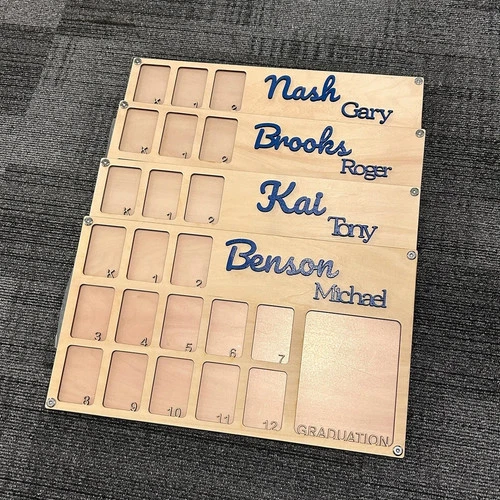 Nash
K 1 2 Gary
Brooks
K 1 2 Roger
Kai
K 1 2 Tony
Benson
K 1 2 Michael
3 4 5 6 7
8 9 10 11 12 GRADUATION